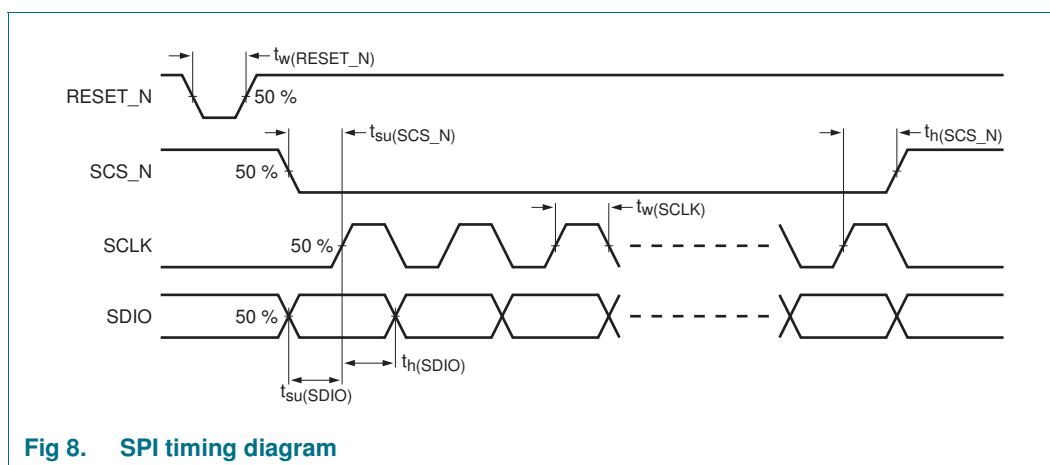 tw(RESET_N)
RESET_N
50 %
tsu(SCS_N)
th(SCS_N)
SCS_N
50 %
tw(SCLK)
SCLK
50 %
SDIO
50 %
th(SDIO)
tsu(SDIO)
Fig 8. SPI timing diagram